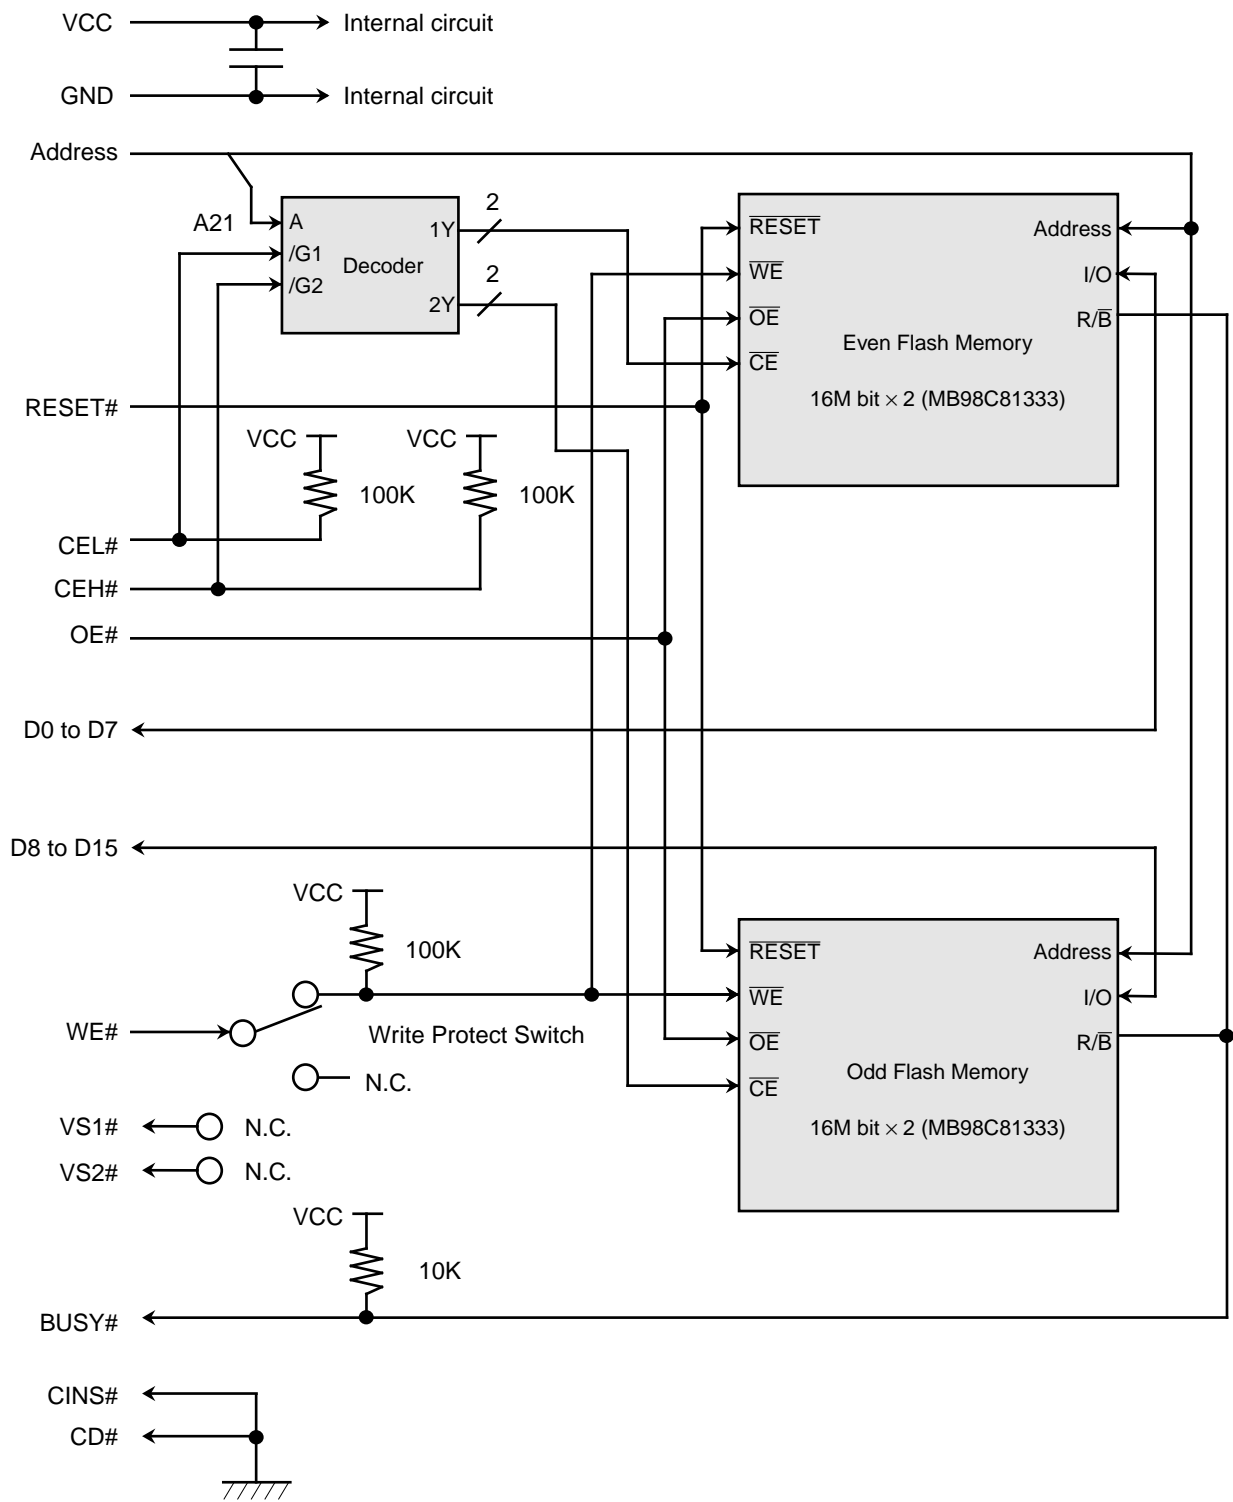 VCC
Internal circuit
GND
Internal circuit
Address
A21
A
/G1
/G2
Decoder
1Y
2Y
2
2
RESET
WE
OE
CE
Address
I/O
R/B
Even Flash Memory
16M bit × 2 (MB98C81333)
RESET#
VCC
100K
VCC
100K
CEL#
CEH#
OE#
D0 to D7
D8 to D15
VCC
100K
WE#
Write Protect Switch
N.C.
RESET
WE
OE
CE
Address
I/O
R/B
Odd Flash Memory
16M bit × 2 (MB98C81333)
VS1#
N.C.
VS2#
N.C.
VCC
10K
BUSY#
CINS#
CD#